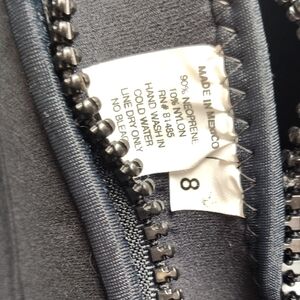 MADE IN MEXICO
90% NEOPRENE
10% NYLON
RN# 81495
HAND WASH IN
COLD WATER
LINE DRY ONLY
NO BLEACH
8